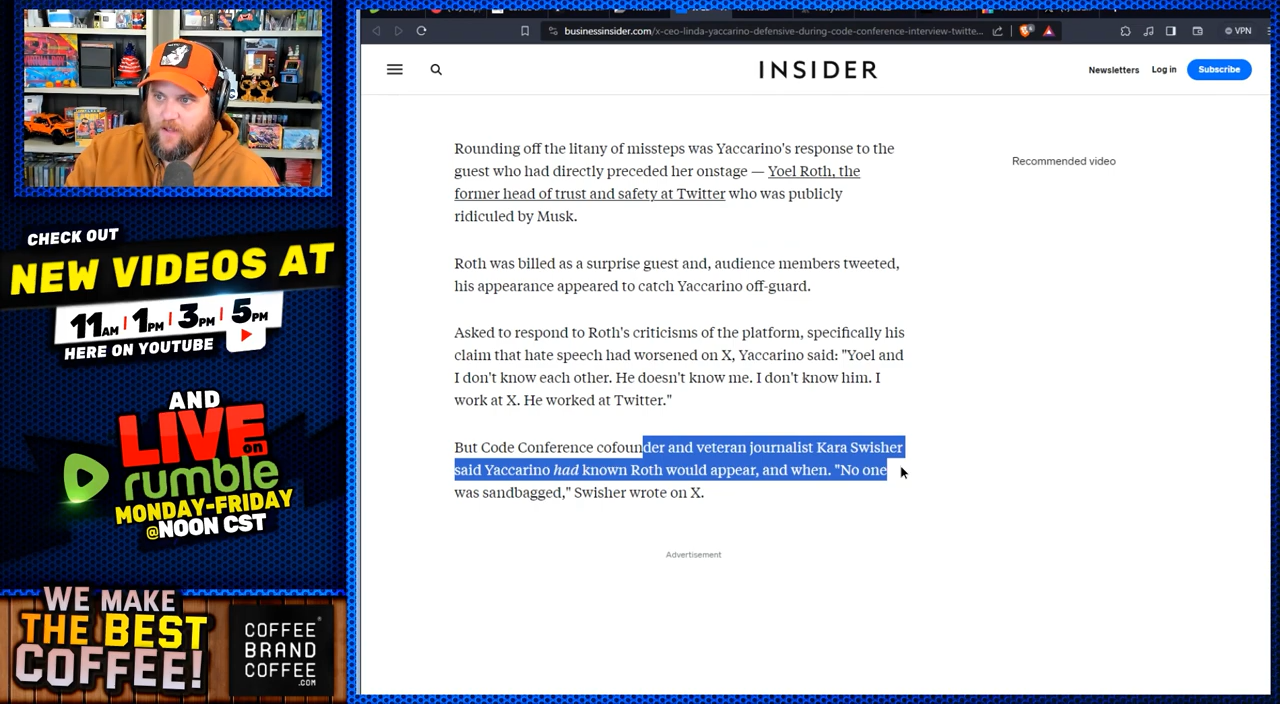 CHECK OUT
NEW VIDEOS AT
11AM | 1PM | 3PM | 5PM
HERE ON YOUTUBE
AND
LIVE on
rumble
MONDAY-FRIDAY
@NOON CST
WE MAKE
THE BEST
COFFEE!
COFFEE
BRAND
COFFEE
.COM
businessinsider.com/x-ceo-linda-yaccarino-defensive-during-code-conference-interview-twitte...
VPN
INSIDER
Newsletters
Log in
Subscribe
Rounding off the litany of missteps was Yaccarino's response to the
guest who had directly preceded her onstage — Yoel Roth, the
former head of trust and safety at Twitter who was publicly
ridiculed by Musk.
Recommended video
Roth was billed as a surprise guest and, audience members tweeted,
his appearance appeared to catch Yaccarino off-guard.
Asked to respond to Roth's criticisms of the platform, specifically his
claim that hate speech had worsened on X, Yaccarino said: "Yoel and
I don't know each other. He doesn't know me. I don't know him. I
work at X. He worked at Twitter."
But Code Conference cofounder and veteran journalist Kara Swisher
said Yaccarino had known Roth would appear, and when. "No one
was sandbagged," Swisher wrote on X.
Advertisement